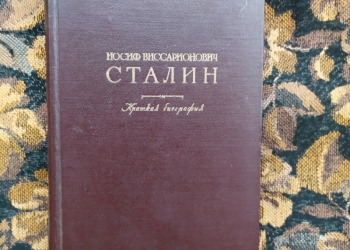 ИОСИФ ВИССАРИОНОВИЧ
СТАЛИН
Краткая биография